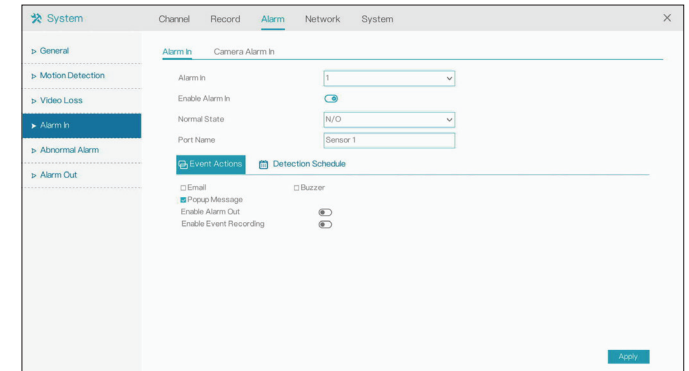 System
Channel Record Alarm Network System
General
Motion Detection
Video Loss
Alarm In
Abnormal Alarm
Alarm Out
Alarm In Camera Alarm In
Alarm In 1
Enable Alarm In
Normal State N/O
Port Name Sensor 1
Event Actions Detection Schedule
Email Buzzer
Popup Message
Enable Alarm Out
Enable Event Recording
Apply